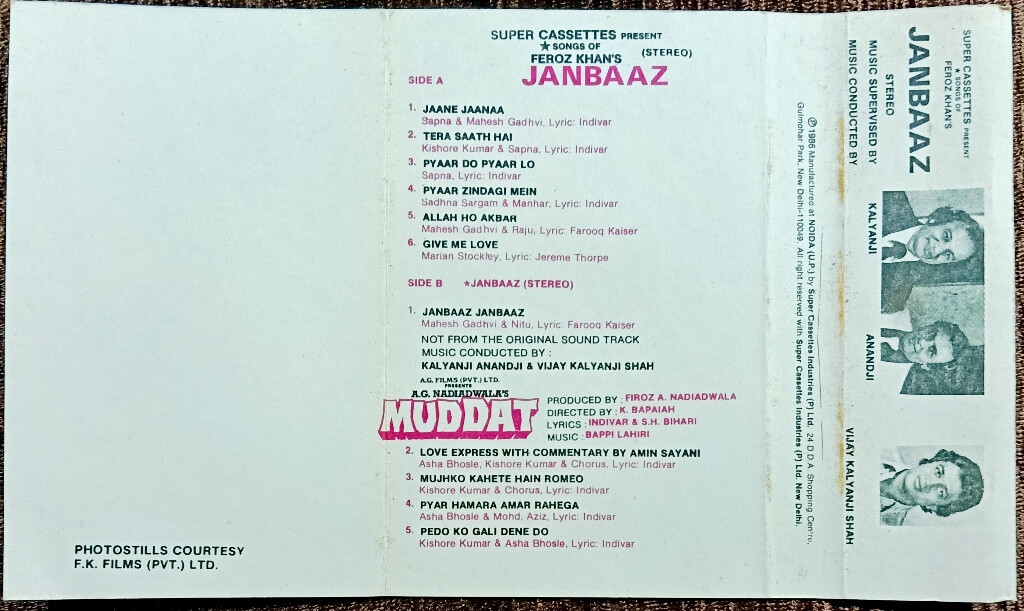 SUPER CASSETTES PRESENT
★ SONGS OF
FEROZ KHAN'S
(STEREO)
JANBAAZ
SIDE A
1. JAANE JAANAA
Sapna & Mahesh Gadhvi, Lyric: Indivar
2. TERA SAATH HAI
Kishore Kumar & Sapna, Lyric: Indivar
3. PYAAR DO PYAAR LO
Sapna, Lyric: Indivar
4. PYAAR ZINDAGI MEIN
Sadhna Sargam & Manhar, Lyric: Indivar
5. ALLAH HO AKBAR
Mahesh Gadhvi & Raju, Lyric: Farooq Kaiser
6. GIVE ME LOVE
Marian Stockley, Lyric: Jereme Thorpe
SIDE B ★JANBAAZ (STEREO)
1. JANBAAZ JANBAAZ
Mahesh Gadhvi & Nitu, Lyric: Farooq Kaiser
NOT FROM THE ORIGINAL SOUND TRACK
MUSIC CONDUCTED BY :
KALYANJI ANANDJI & VIJAY KALYANJI SHAH
A.G. FILMS (PVT.) LTD.
PRESENTS
A.G. NADIADWALA'S
MUDDAT
PRODUCED BY : FIROZ A. NADIADWALA
DIRECTED BY : K. BAPAIAH
LYRICS : INDIVAR & S.H. BIHARI
MUSIC : BAPPI LAHIRI
2. LOVE EXPRESS WITH COMMENTARY BY AMIN SAYANI
Asha Bhosle, Kishore Kumar & Chorus, Lyric: Indivar
3. MUJHKO KAHETE HAIN ROMEO
Kishore Kumar & Chorus, Lyric: Indivar
4. PYAR HAMARA AMAR RAHEGA
Asha Bhosle & Mohd. Aziz, Lyric: Indivar
5. PEDO KO GALI DENE DO
Kishore Kumar & Asha Bhosle, Lyric: Indivar
PHOTOSTILLS COURTESY
F.K. FILMS (PVT.) LTD.
SUPER CASSETTES PRESENT
★ SONGS OF
FEROZ KHAN'S
JANBAAZ
STEREO
MUSIC SUPERVISED BY
MUSIC CONDUCTED BY
KALYANJI
ANANDJI
VIJAY KALYANJI SHAH
Ⓟ 1986 Manufactured at NOIDA (U.P.) by Super Cassettes Industries (P) Ltd. 24 D D A Shopping Centre,
Gulmohar Park, New Delhi-110049. All right reserved with Super Cassettes Industries (P) Ltd. New Delhi.